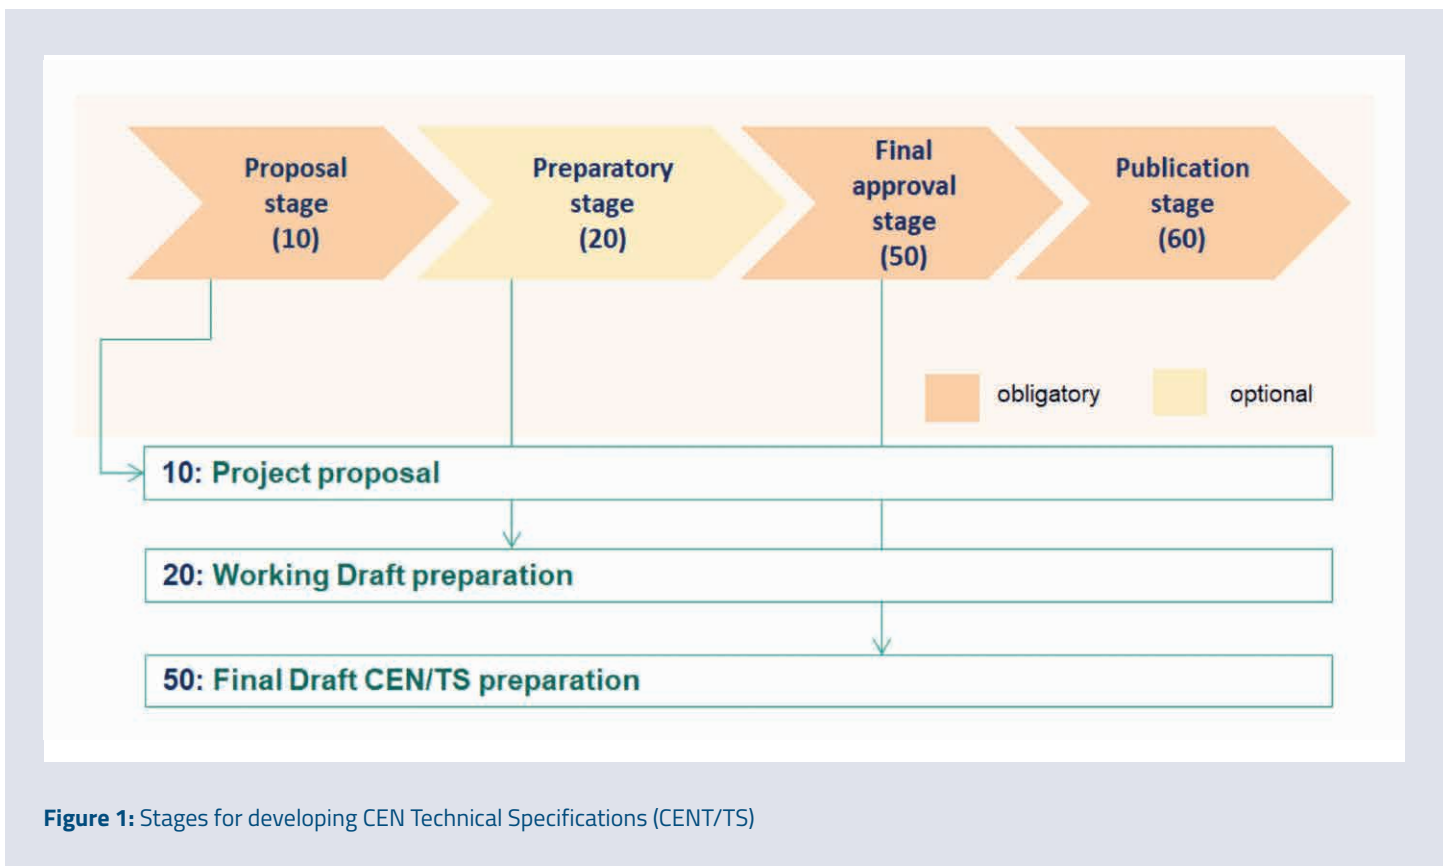 Proposal
stage
(10)
Preparatory
stage
(20)
Final
approval
stage
(50)
Publication
stage
(60)
obligatory
optional
10: Project proposal
20: Working Draft preparation
50: Final Draft CEN/TS preparation
Figure 1: Stages for developing CEN Technical Specifications (CENT/TS)